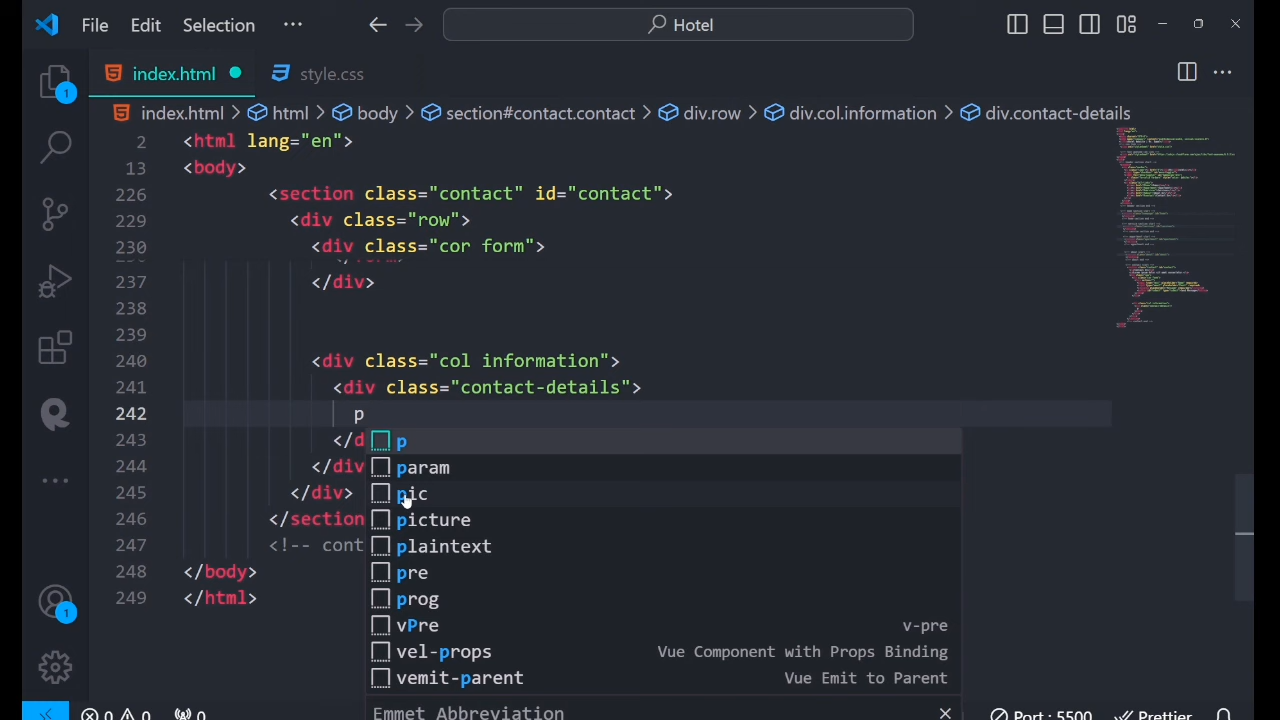 File Edit Selection ··· Hotel
index.html style.css
index.html > html > body > section#contact.contact > div.row > div.col.information > div.contact-details
2 <html lang="en">
13 <body>
226 <section class="contact" id="contact">
229 <div class="row">
230 <div class="cor form">
237 </div>
238
239
240 <div class="col information">
241 <div class="contact-details">
242 p
243 </d
244 </div
245 </div>
246 </section
247 <!-- cont
248 </body>
249 </html>
p
param
pic
picture
plaintext
pre
prog
vPre v-pre
vel-props Vue Component with Props Binding
vemit-parent Vue Emit to Parent
Emmet Abbreviation
1
1
0 0 0 Port : 5500 Prettier